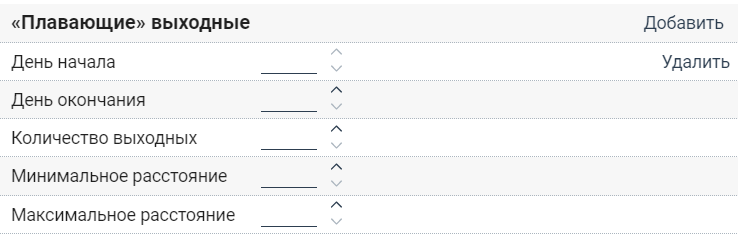 «Плавающие» выходные Добавить
День начала Удалить
День окончания
Количество выходных
Минимальное расстояние
Максимальное расстояние